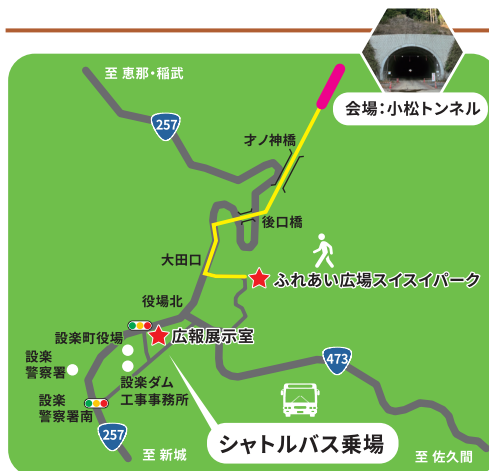 会場：小松トンネル
至 恵那・稲武
257
才ノ神橋
後口橋
大田口
ふれあい広場スイスイパーク
役場北
設楽町役場
広報展示室
設楽
警察署
設楽ダム
工事事務所
473
設楽
警察署南
257
シャトルバス乗場
至 新城
至 佐久間